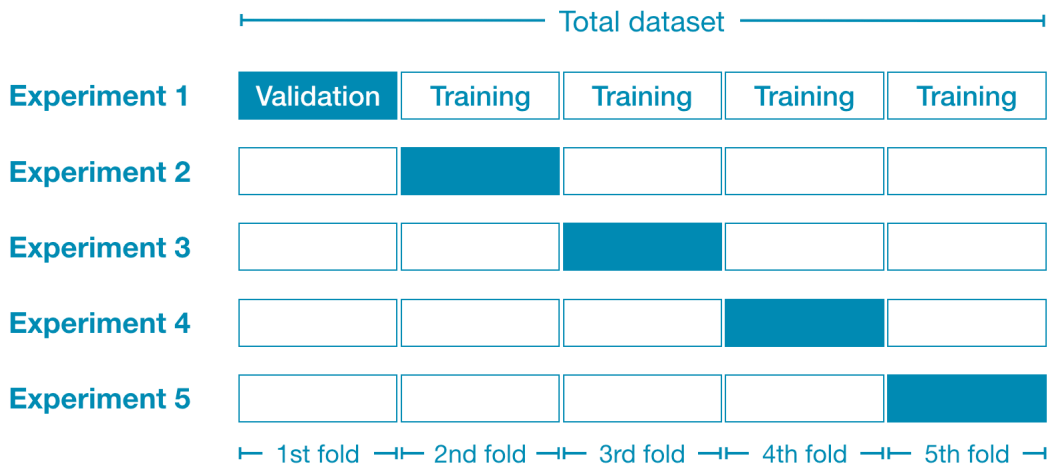 Total dataset
Experiment 1 Validation Training Training Training Training
Experiment 2
Experiment 3
Experiment 4
Experiment 5
1st fold 2nd fold 3rd fold 4th fold 5th fold